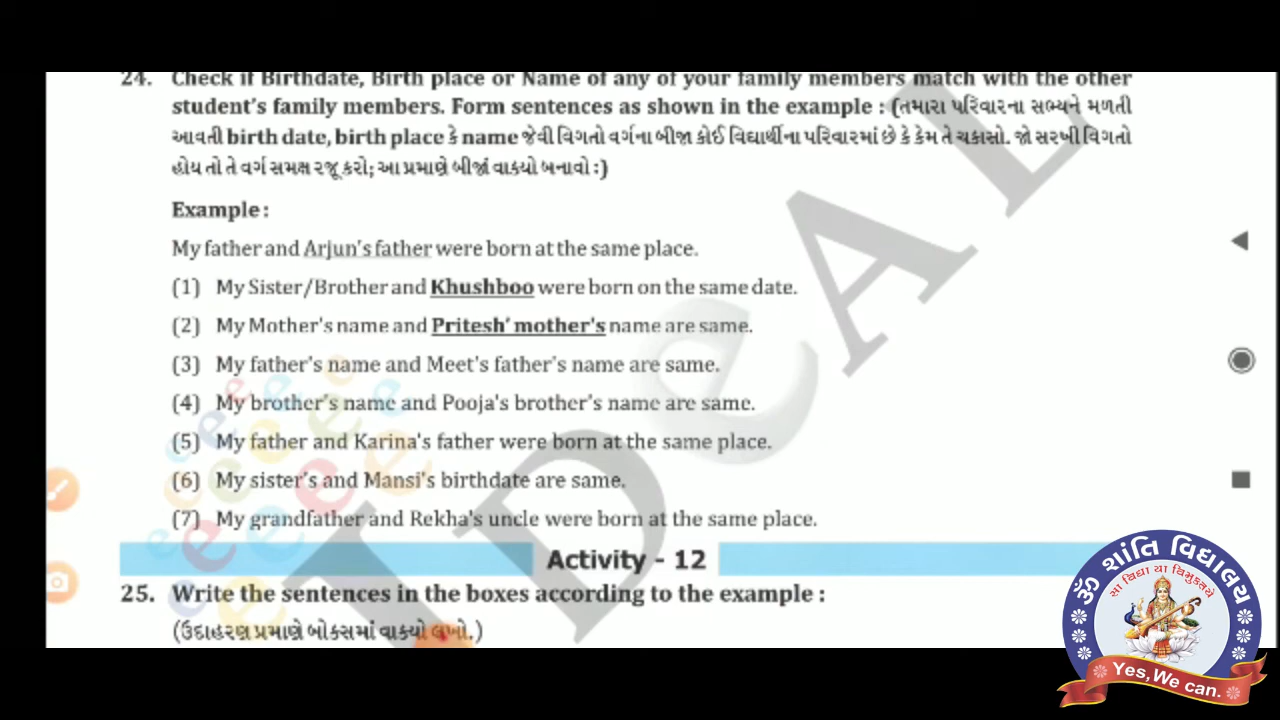 24. Check if Birthdate, Birth place or Name of any of your family members match with the other
student's family members. Form sentences as shown in the example : (તમારા પરિવારના સભ્યને મળતી
આવતી birth date, birth place કે name જેવી વિગતો વર્ગના બીજા કોઈ વિદ્યાર્થીના પરિવારમાં છે કે કેમ તે ચકાસો. જો સરખી વિગતો
હોય તો તે વર્ગ સમક્ષ રજૂ કરો; આ પ્રમાણે બીજાં વાક્યો બનાવો :)
Example :
My father and Arjun's father were born at the same place.
(1) My Sister/Brother and Khushboo were born on the same date.
(2) My Mother's name and Pritesh' mother's name are same.
(3) My father's name and Meet's father's name are same.
(4) My brother's name and Pooja's brother's name are same.
(5) My father and Karina's father were born at the same place.
(6) My sister's and Mansi's birthdate are same.
(7) My grandfather and Rekha's uncle were born at the same place.
Activity - 12
25. Write the sentences in the boxes according to the example :
(ઉદાહરણ પ્રમાણે બોક્સમાં વાક્યો લખો.)
IDeAL
ૐ શાંતિ વિદ્યાલય
સા વિદ્યા યા વિમુક્તયે
Yes, We can.